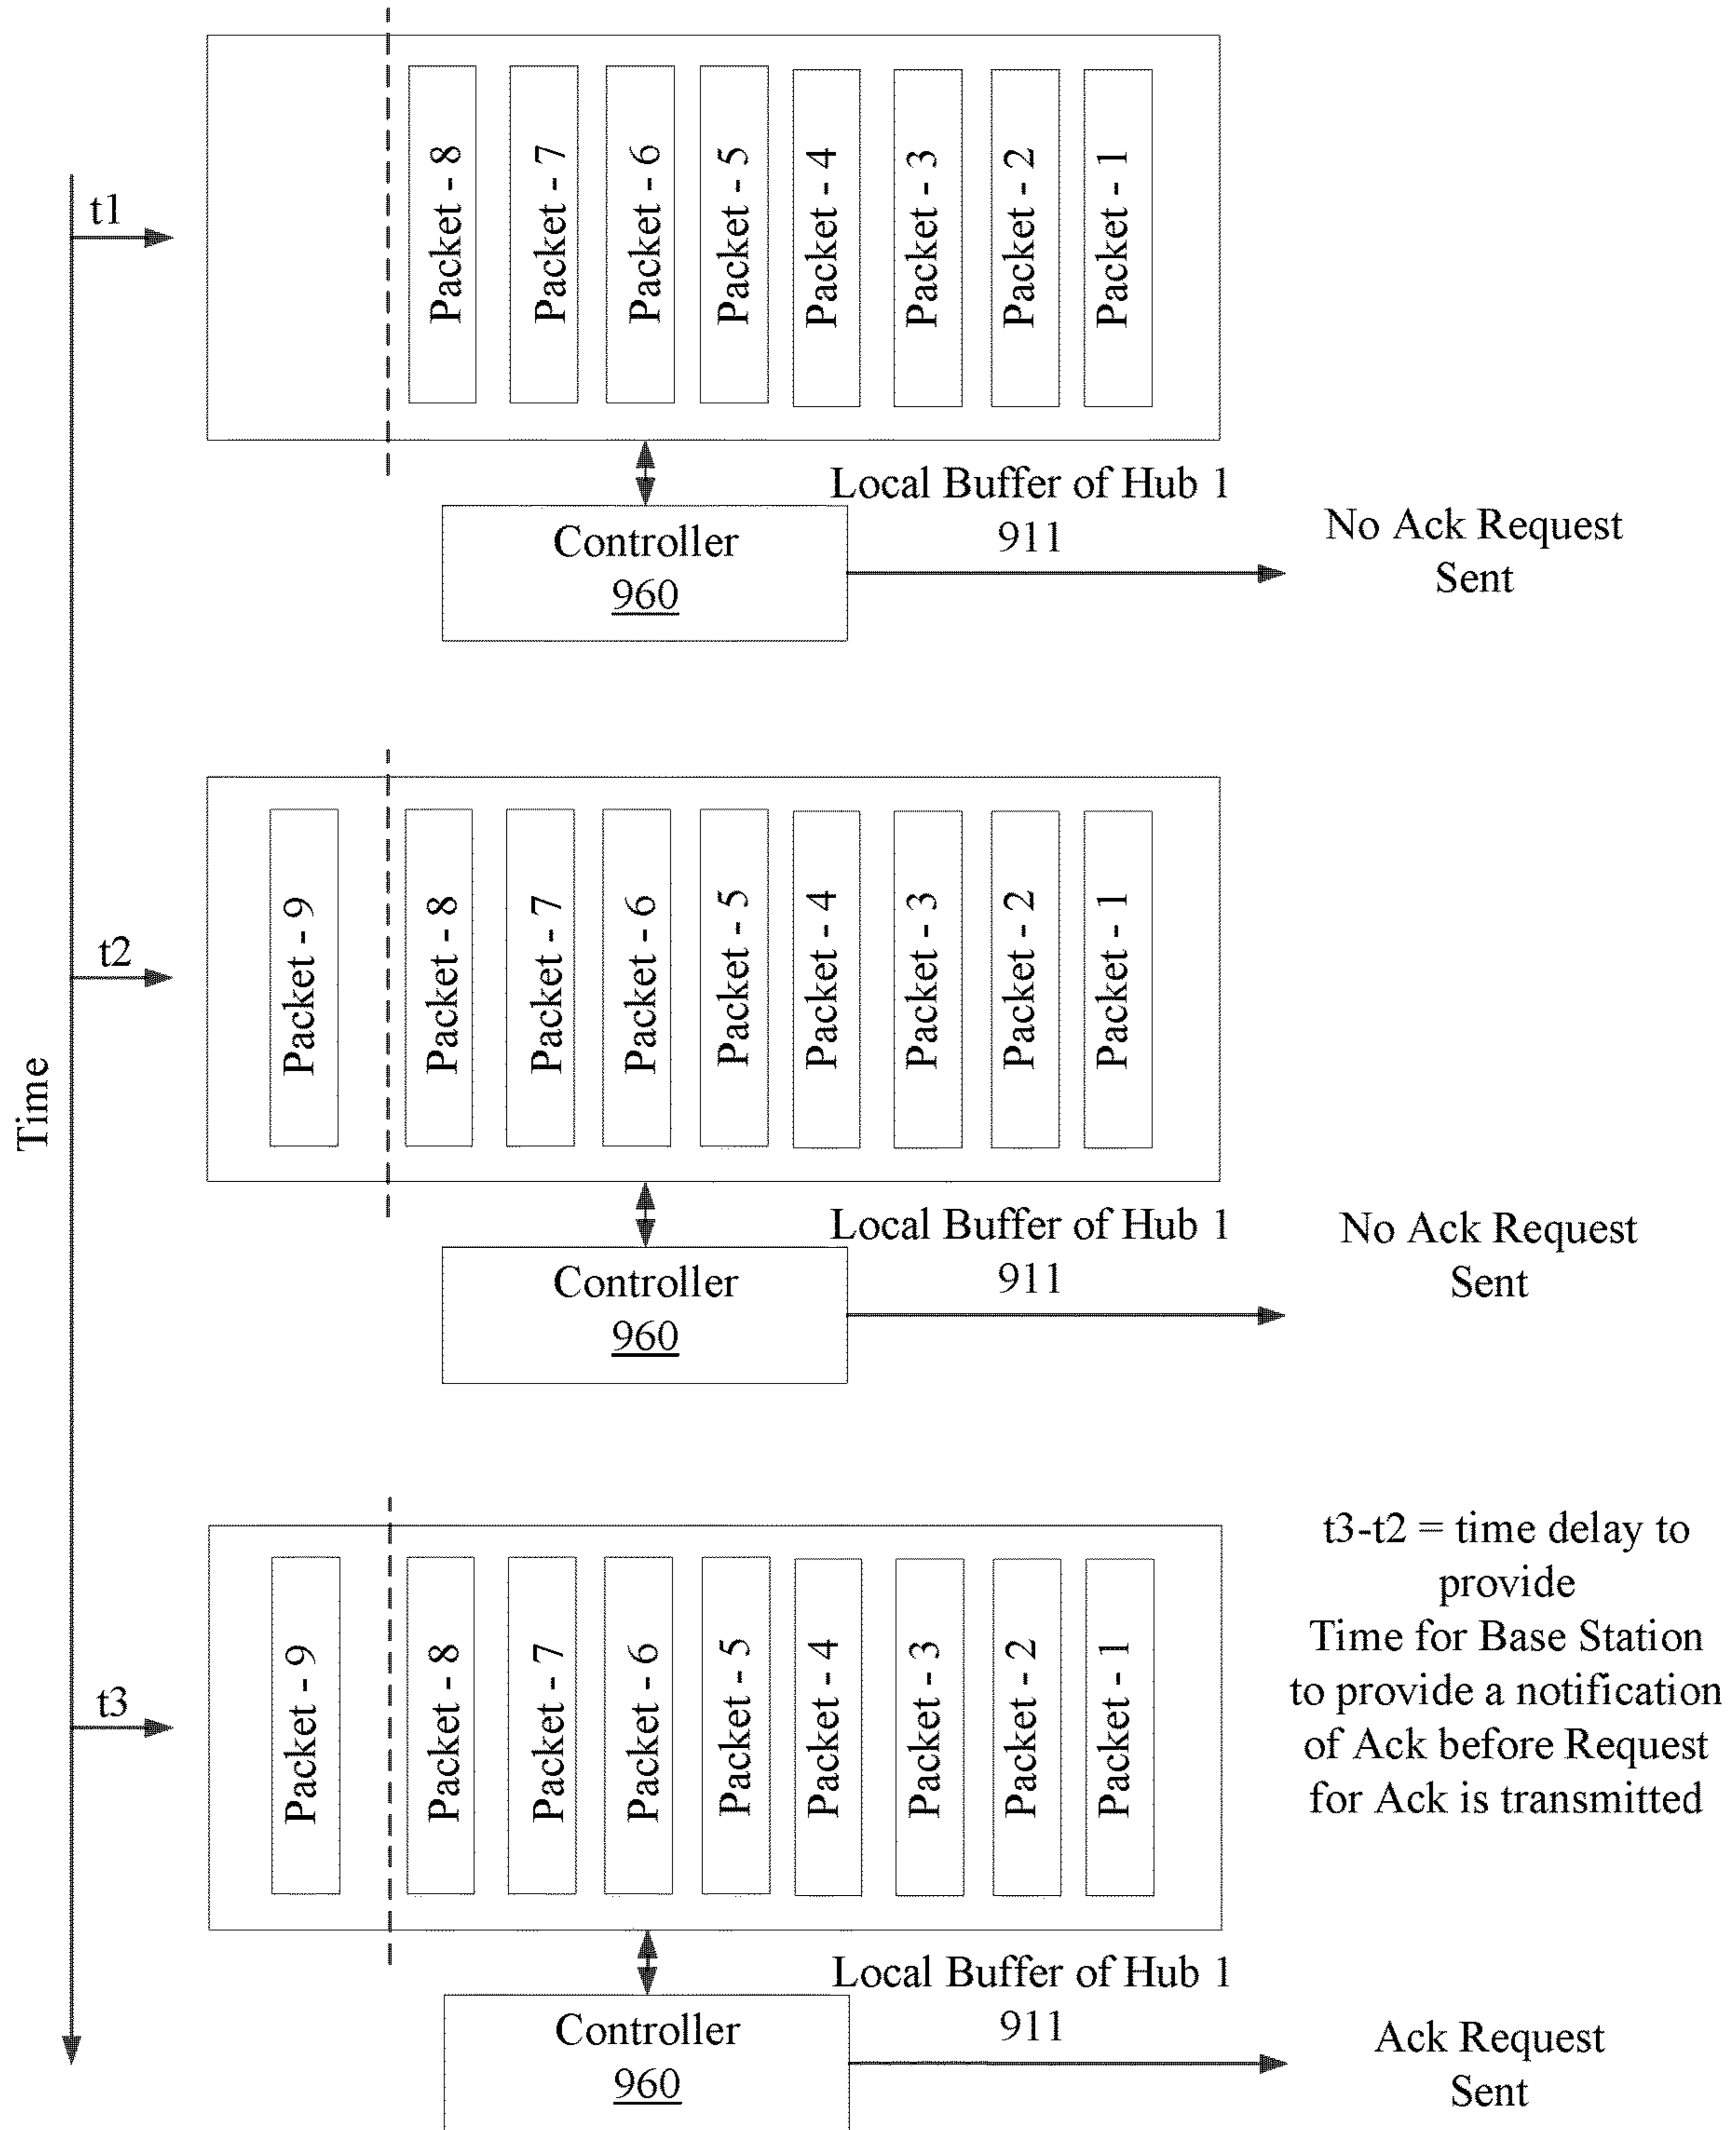 t1
Packet - 8
Packet - 7
Packet - 6
Packet - 5
Packet - 4
Packet - 3
Packet - 2
Packet - 1
Local Buffer of Hub 1
911
Controller
960
No Ack Request
Sent
Time
t2
Packet - 9
Packet - 8
Packet - 7
Packet - 6
Packet - 5
Packet - 4
Packet - 3
Packet - 2
Packet - 1
Local Buffer of Hub 1
911
Controller
960
No Ack Request
Sent
t3
Packet - 9
Packet - 8
Packet - 7
Packet - 6
Packet - 5
Packet - 4
Packet - 3
Packet - 2
Packet - 1
t3-t2 = time delay to
provide
Time for Base Station
to provide a notification
of Ack before Request
for Ack is transmitted
Local Buffer of Hub 1
911
Controller
960
Ack Request
Sent